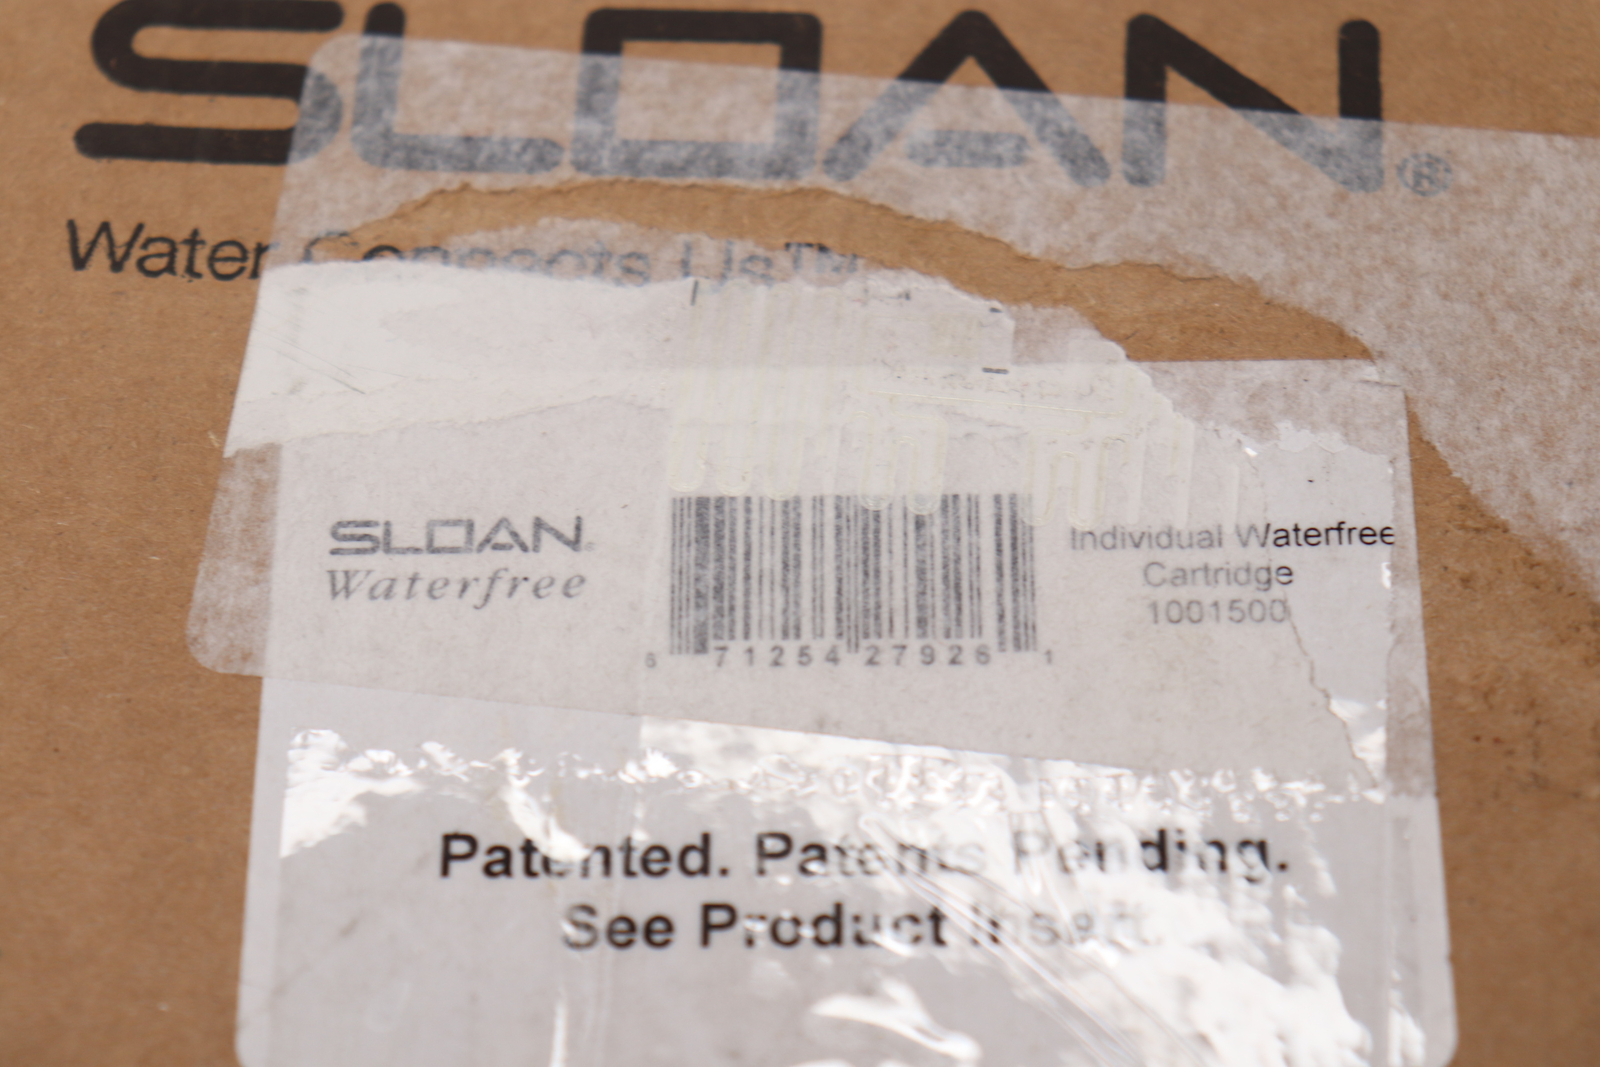 SLOAN®
Water Connects Us™
SLOAN®
Waterfree
6 71254 27926 1
Individual Waterfree
Cartridge
1001500
Patented. Patents Pending.
See Product Insert.